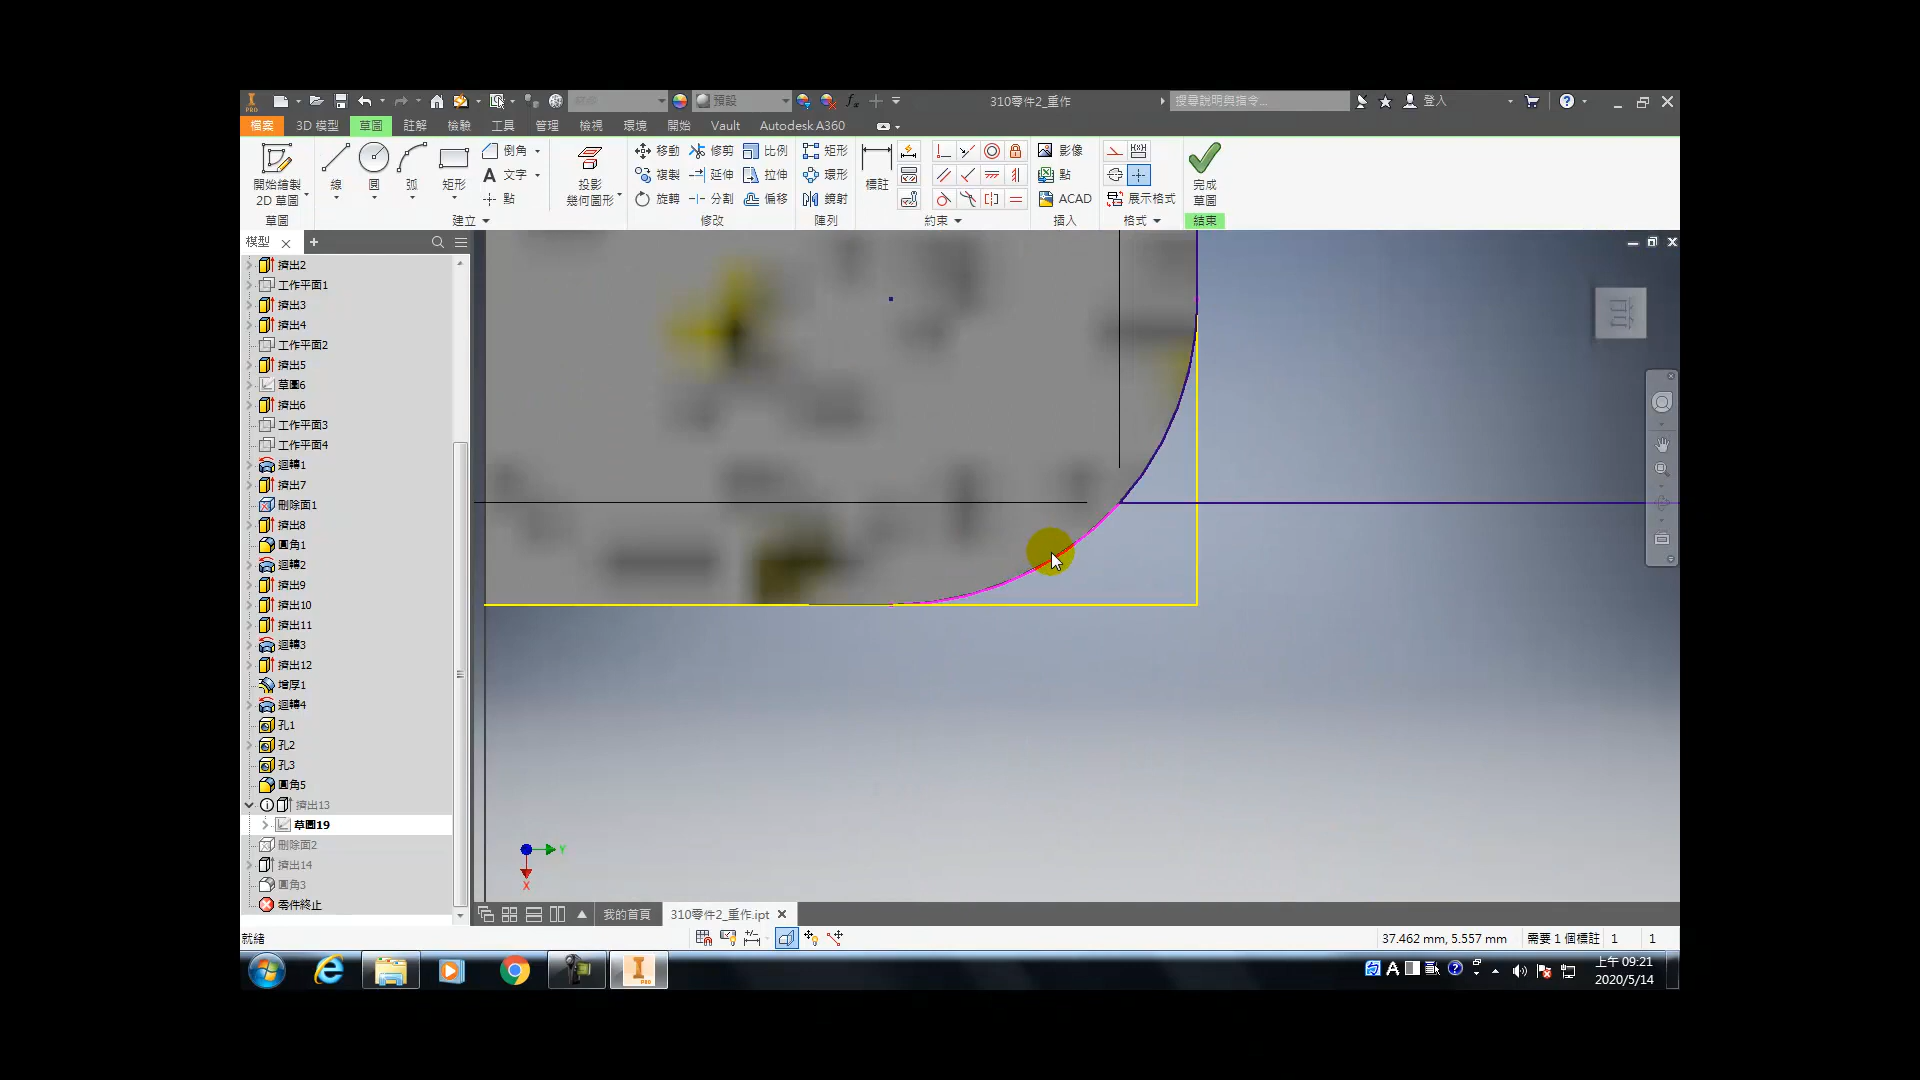 310零件2_重作
搜尋說明與指令...
登入
預設
檔案 3D 模型 草圖 註解 檢驗 工具 管理 檢視 環境 開始 Vault Autodesk A360
開始繪製
2D 草圖
線
圓
弧
矩形
倒角
文字
點
投影
幾何圖形
移動 修剪 比例
複製 延伸 拉伸
旋轉 分割 偏移
矩形
環形
鏡射
標註
影像
點
ACAD
展示格式
完成
草圖
草圖 建立 修改 陣列 約束 插入 格式 結束
模型
擠出2
工作平面1
擠出3
擠出4
工作平面2
擠出5
草圖6
擠出6
工作平面3
工作平面4
迴轉1
擠出7
刪除面1
擠出8
圓角1
迴轉2
擠出9
擠出10
擠出11
迴轉3
擠出12
增厚1
迴轉4
孔1
孔2
孔3
圓角5
擠出13
草圖19
刪除面2
擠出14
圓角3
零件終止
Y
X
我的首頁 310零件2_重作.ipt
就緒
37.462 mm, 5.557 mm 需要 1 個標註 1 1
上午 09:21
2020/5/14